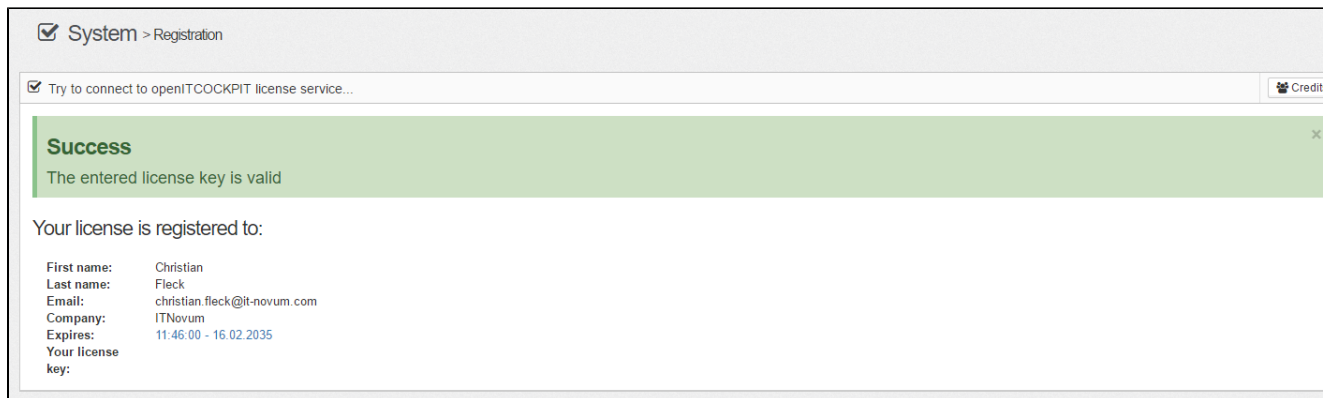 System > Registration
Try to connect to openITCOCKPIT license service...
Credit
×
Success
The entered license key is valid
Your license is registered to:
First name: Christian
Last name: Fleck
Email: christian.fleck@it-novum.com
Company: ITNovum
Expires: 11:46:00 - 16.02.2035
Your license
key: